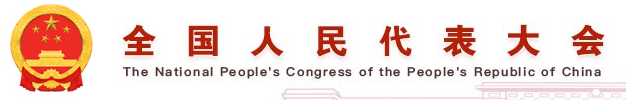 全国人民代表大会
The National People's Congress of the People's Republic of China